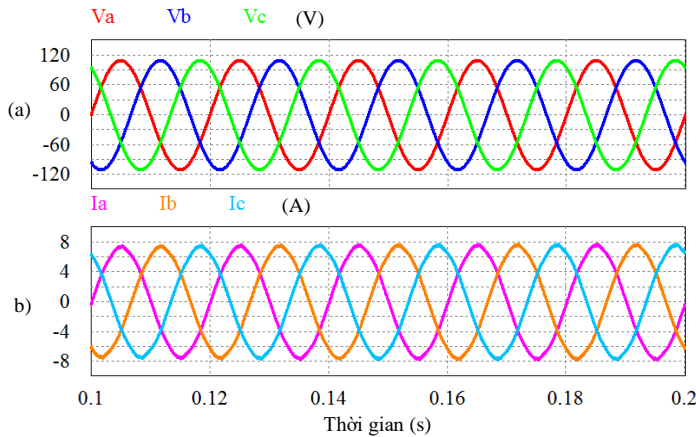 Va Vb Vc (V)
120
60
(a) 0
-60
-120
Ia Ib Ic (A)
8
4
b) 0
-4
-8
0.1 0.12 0.14 0.16 0.18 0.2
Thời gian (s)